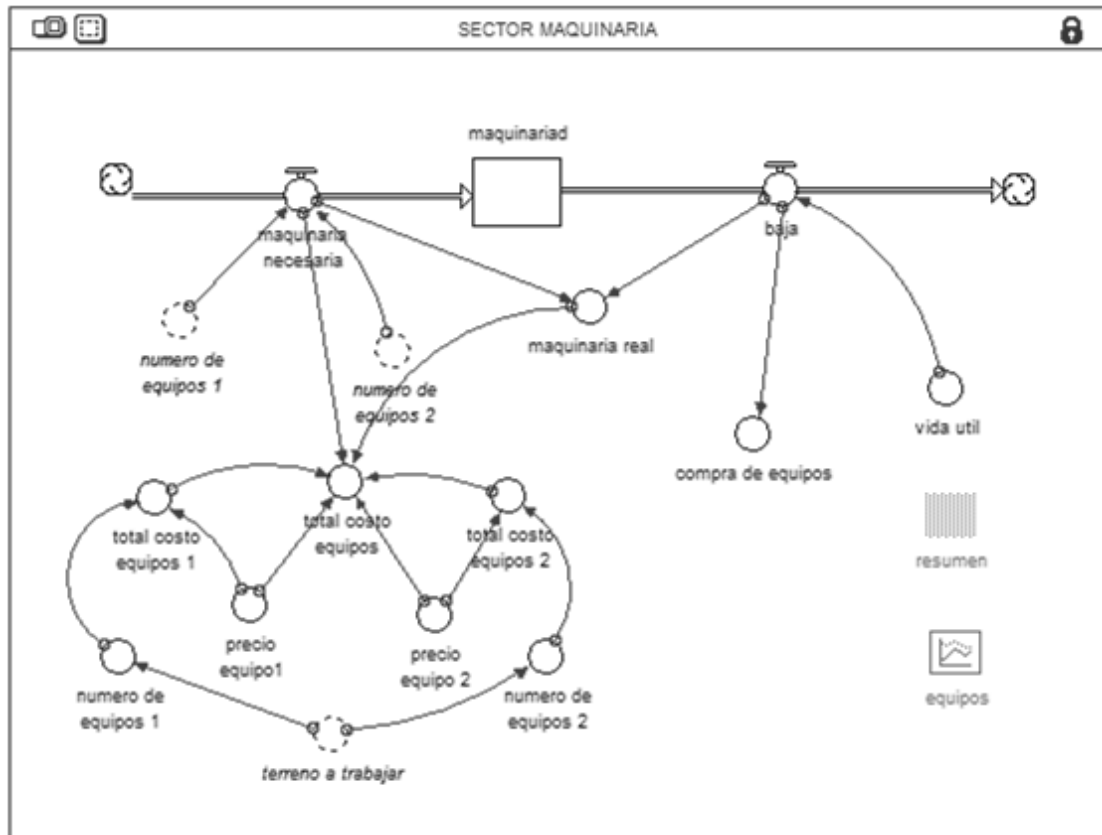 SECTOR MAQUINARIA
maquinariad
maquinaria
necesaria
baja
numero de
equipos 1
numero de
equipos 2
maquinaria real
vida util
compra de equipos
total costo
equipos 1
total costo
equipos
total costo
equipos 2
resumen
precio
equipo1
precio
equipo 2
numero de
equipos 1
numero de
equipos 2
equipos
terreno a trabajar